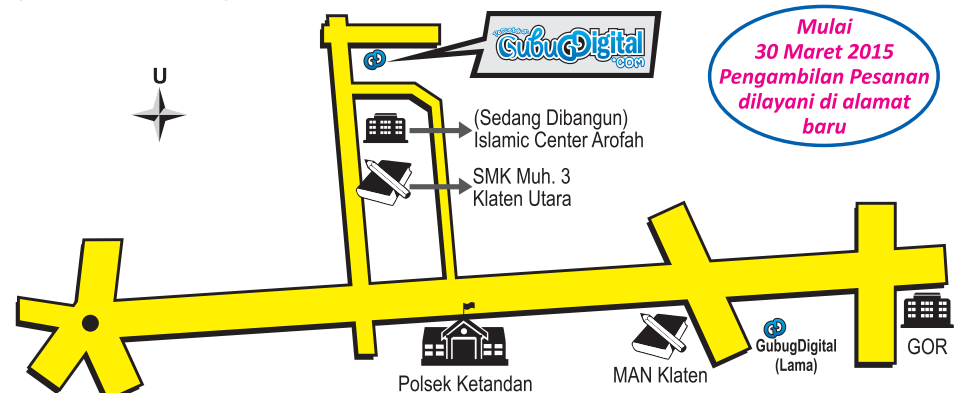 U
GubugDigital
.COM
Mulai
30 Maret 2015
Pengambilan Pesanan
dilayani di alamat
baru
(Sedang Dibangun)
Islamic Center Arofah
SMK Muh. 3
Klaten Utara
Polsek Ketandan
MAN Klaten
GubugDigital
(Lama)
GOR